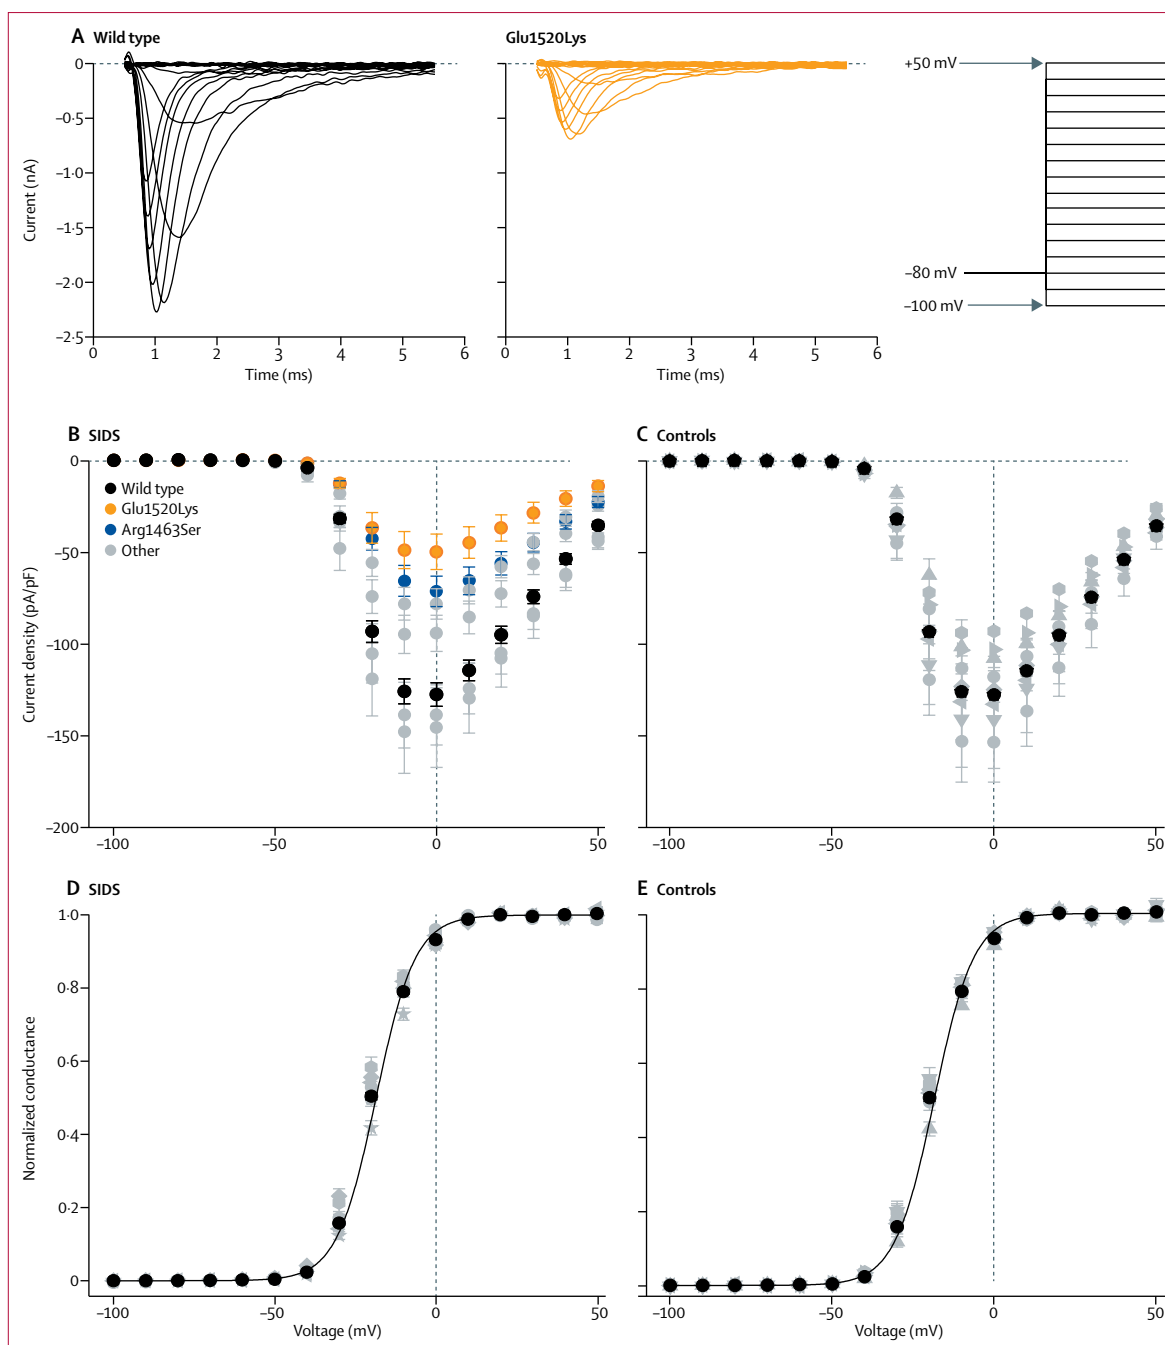 A Wild type
Glu1520Lys
0
−0·5
−1·0
−1·5
−2·0
−2·5
Current (nA)
0 1 2 3 4 5 6
Time (ms)
0 1 2 3 4 5 6
Time (ms)
+50 mV
−80 mV
−100 mV
B SIDS
C Controls
0
−50
−100
−150
−200
Current density (pA/pF)
Wild type
Glu1520Lys
Arg1463Ser
Other
−100 −50 0 50
−100 −50 0 50
D SIDS
E Controls
1·0
0·8
0·6
0·4
0·2
0
Normalized conductance
−100 −50 0 50
Voltage (mV)
−100 −50 0 50
Voltage (mV)